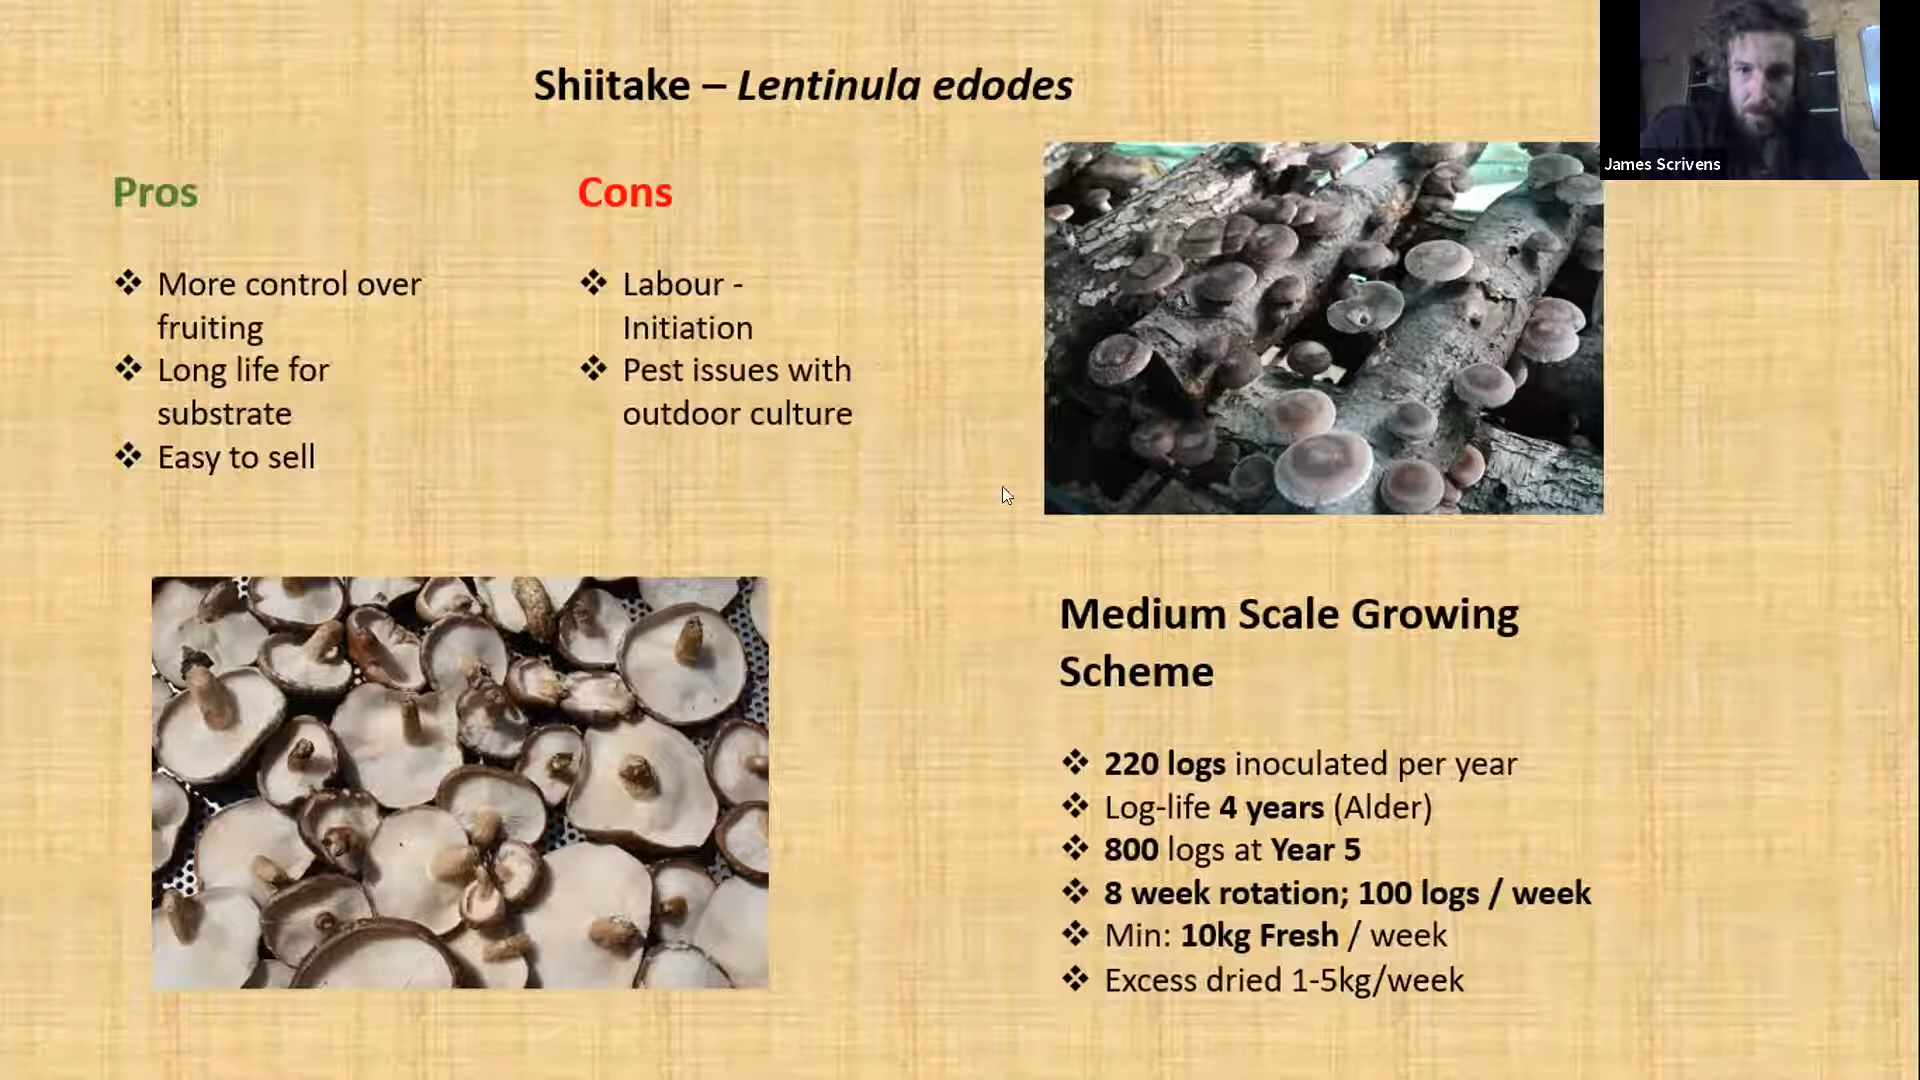 Shiitake – Lentinula edodes
James Scrivens
Pros
❖ More control over
fruiting
❖ Long life for
substrate
❖ Easy to sell
Cons
❖ Labour -
Initiation
❖ Pest issues with
outdoor culture
Medium Scale Growing
Scheme
❖ 220 logs inoculated per year
❖ Log-life 4 years (Alder)
❖ 800 logs at Year 5
❖ 8 week rotation; 100 logs / week
❖ Min: 10kg Fresh / week
❖ Excess dried 1-5kg/week